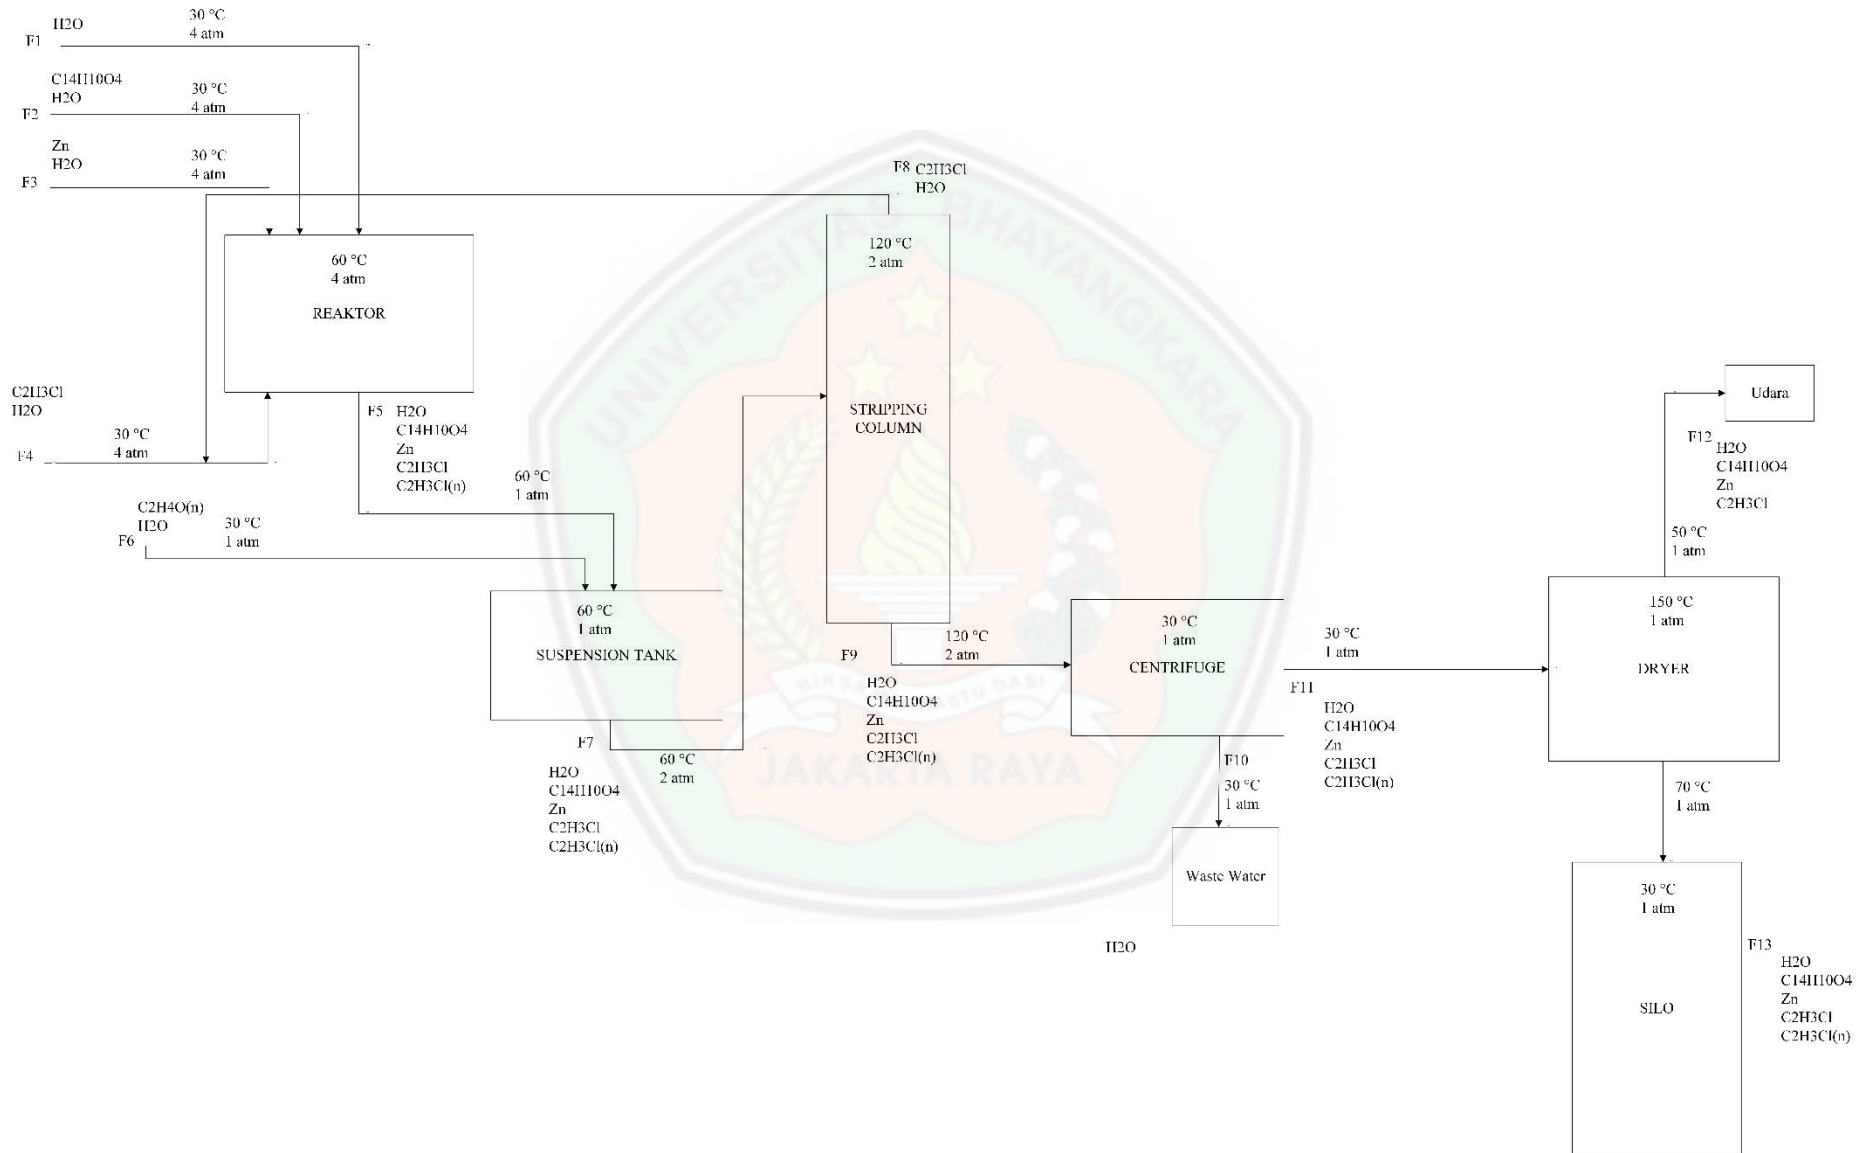 H2O
30 °C
4 atm
F1
C14H10O4
H2O
30 °C
4 atm
F2
Zn
H2O
30 °C
4 atm
F3
F8
C2H3Cl
H2O
60 °C
4 atm
REAKTOR
120 °C
2 atm
STRIPPING
COLUMN
C2H3Cl
H2O
30 °C
4 atm
F4
F5
H2O
C14H10O4
Zn
C2H3Cl
C2H3Cl(n)
60 °C
1 atm
C2H4O(n)
H2O
30 °C
1 atm
F6
60 °C
1 atm
SUSPENSION TANK
F7
60 °C
2 atm
H2O
C14H10O4
Zn
C2H3Cl
C2H3Cl(n)
F9
120 °C
2 atm
H2O
C14H10O4
Zn
C2H3Cl
C2H3Cl(n)
30 °C
1 atm
CENTRIFUGE
30 °C
1 atm
F11
H2O
C14H10O4
Zn
C2H3Cl
C2H3Cl(n)
F10
30 °C
1 atm
Waste Water
H2O
Udara
F12
H2O
C14H10O4
Zn
C2H3Cl
50 °C
1 atm
150 °C
1 atm
DRYER
70 °C
1 atm
30 °C
1 atm
SILO
F13
H2O
C14H10O4
Zn
C2H3Cl
C2H3Cl(n)
UNIVERSITAS BHAYANGKARA
JAKARTA RAYA